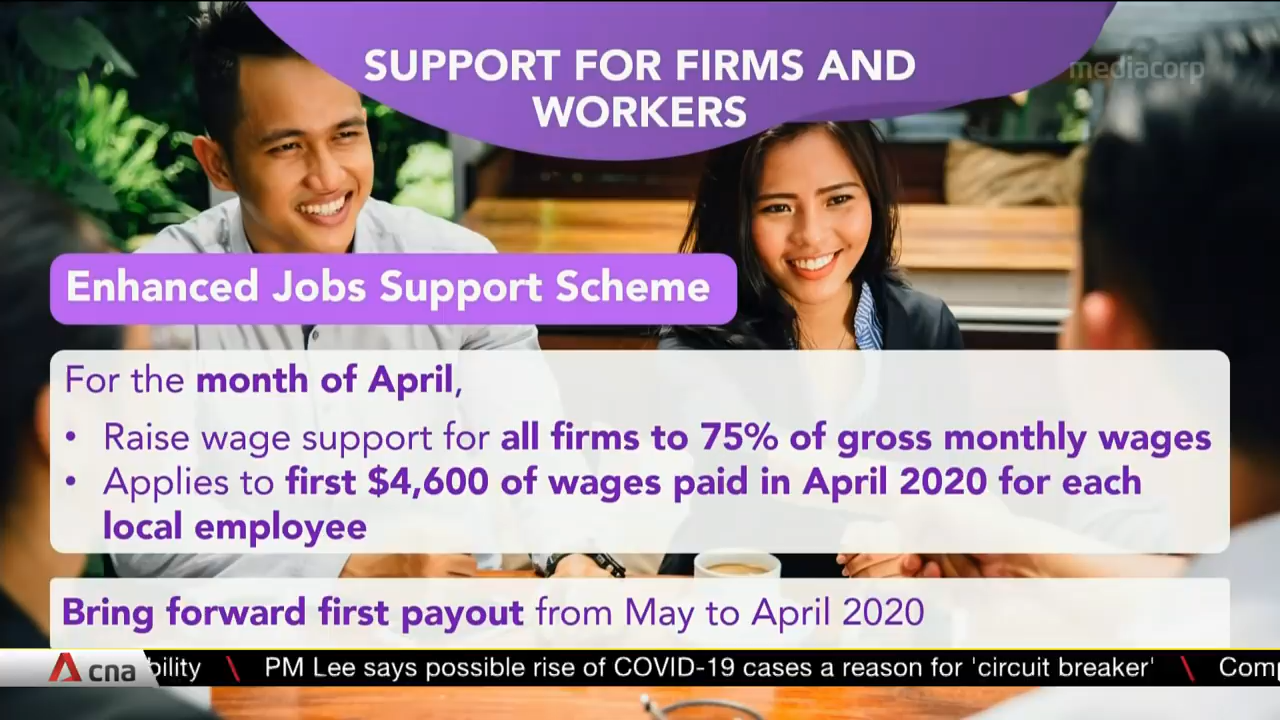 SUPPORT FOR FIRMS AND
WORKERS
mediacorp
Enhanced Jobs Support Scheme
For the month of April,
• Raise wage support for all firms to 75% of gross monthly wages
• Applies to first $4,600 of wages paid in April 2020 for each
local employee
Bring forward first payout from May to April 2020
cna bility \ PM Lee says possible rise of COVID-19 cases a reason for 'circuit breaker' \ Comp